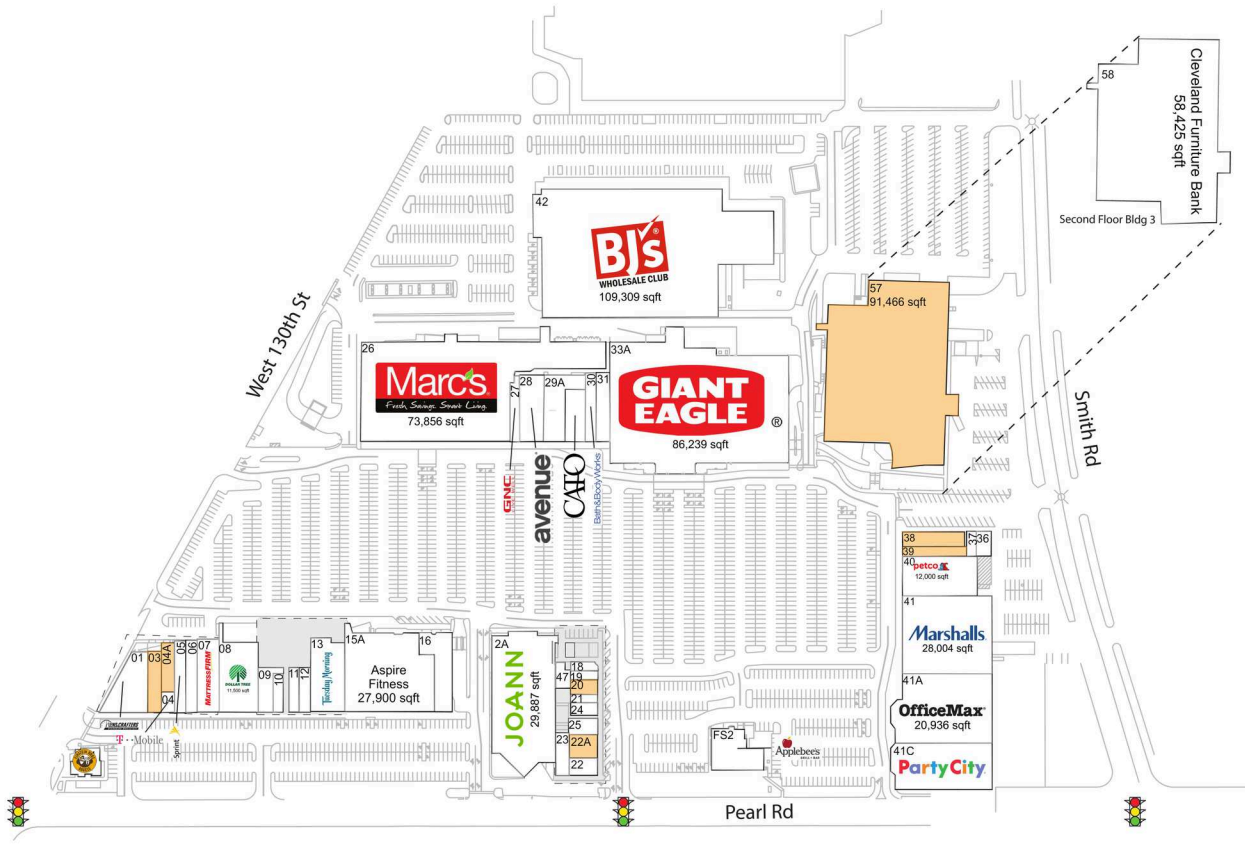 58
Cleveland Furniture Bank
58,425 sqft
Second Floor Bldg 3
42
BJ's
®
WHOLESALE CLUB
109,309 sqft
57
91,466 sqft
West 130th St
26
Marc's
Fresh. Savings. Smart Living.
73,856 sqft
27
28
29A
30
31
33A
GIANT
EAGLE
®
86,239 sqft
GNC
avenue
CATO
Bath & Body Works
Smith Rd
38
39
37
36
40
petco
12,000 sqft
41
Marshalls
28,004 sqft
41A
OfficeMax
20,936 sqft
41C
Party City
01
03
04A
04
05
06
07
MATTRESSFIRM
08
DOLLAR TREE
11,500 sqft
09
10
11
12
13
Tuesday Morning
15A
16
Aspire
Fitness
27,900 sqft
T··Mobile
Sprint
2A
JOANN
29,887 sqft
18
47
19
20
21
24
25
23
22A
22
FS2
Applebee's
GRILL + BAR
Pearl Rd